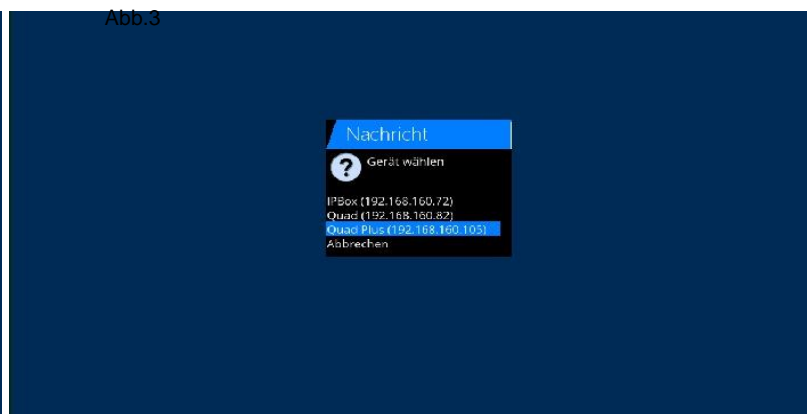 Abb.3
Nachricht
?
Gerät wählen
IPBox (192.168.160.72)
Quad (192.168.160.82)
Quad Plus (192.168.160.105)
Abbrechen